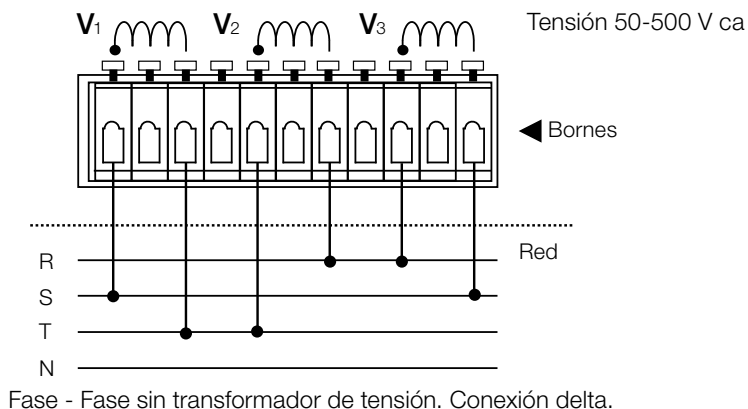 V1 V2 V3 Tensión 50-500 V ca
Bornes
Red
R
S
T
N
Fase - Fase sin transformador de tensión. Conexión delta.